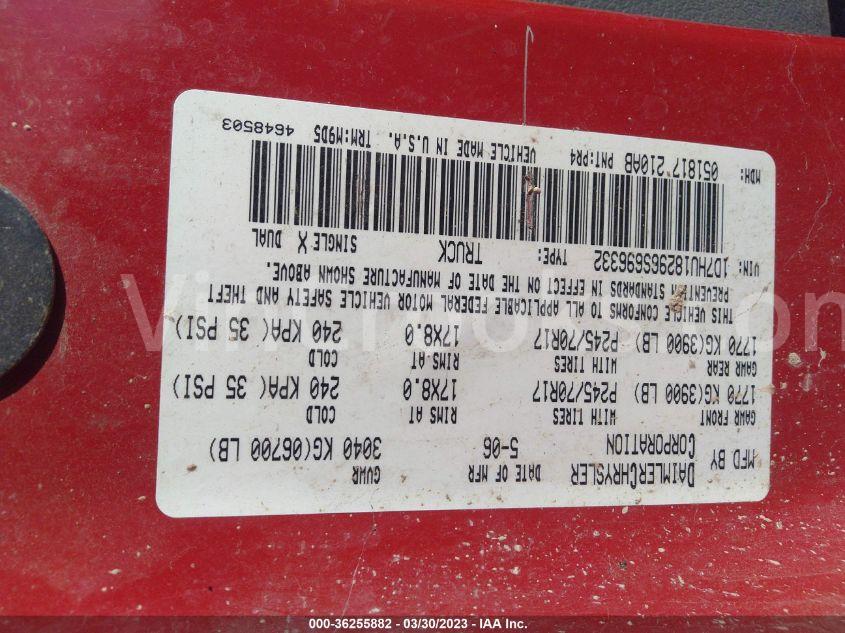 MFD BY DAIMLERCHRYSLER CORPORATION DATE OF MFR 5-06 GVWR 3040 KG(06700 LB)
GAWR FRONT WITH TIRES RIMS AT COLD
1770 KG(3900 LB) P245/70R17 17X8.0 240 KPA( 35 PSI)
GAWR REAR WITH TIRES RIMS AT COLD
1770 KG(3900 LB) P245/70R17 17X8.0 240 KPA( 35 PSI)
THIS VEHICLE CONFORMS TO ALL APPLICABLE FEDERAL MOTOR VEHICLE SAFETY AND THEFT
PREVENTION STANDARDS IN EFFECT ON THE DATE OF MANUFACTURE SHOWN ABOVE.
VIN: 1D7HU18296S696332 TYPE: TRUCK SINGLE X DUAL
MDH: 051817 210AB PNT:PR4 VEHICLE MADE IN U.S.A. TRM:M9D5 4648503
000-36255882 / 03/30/2023 - IAA Inc.